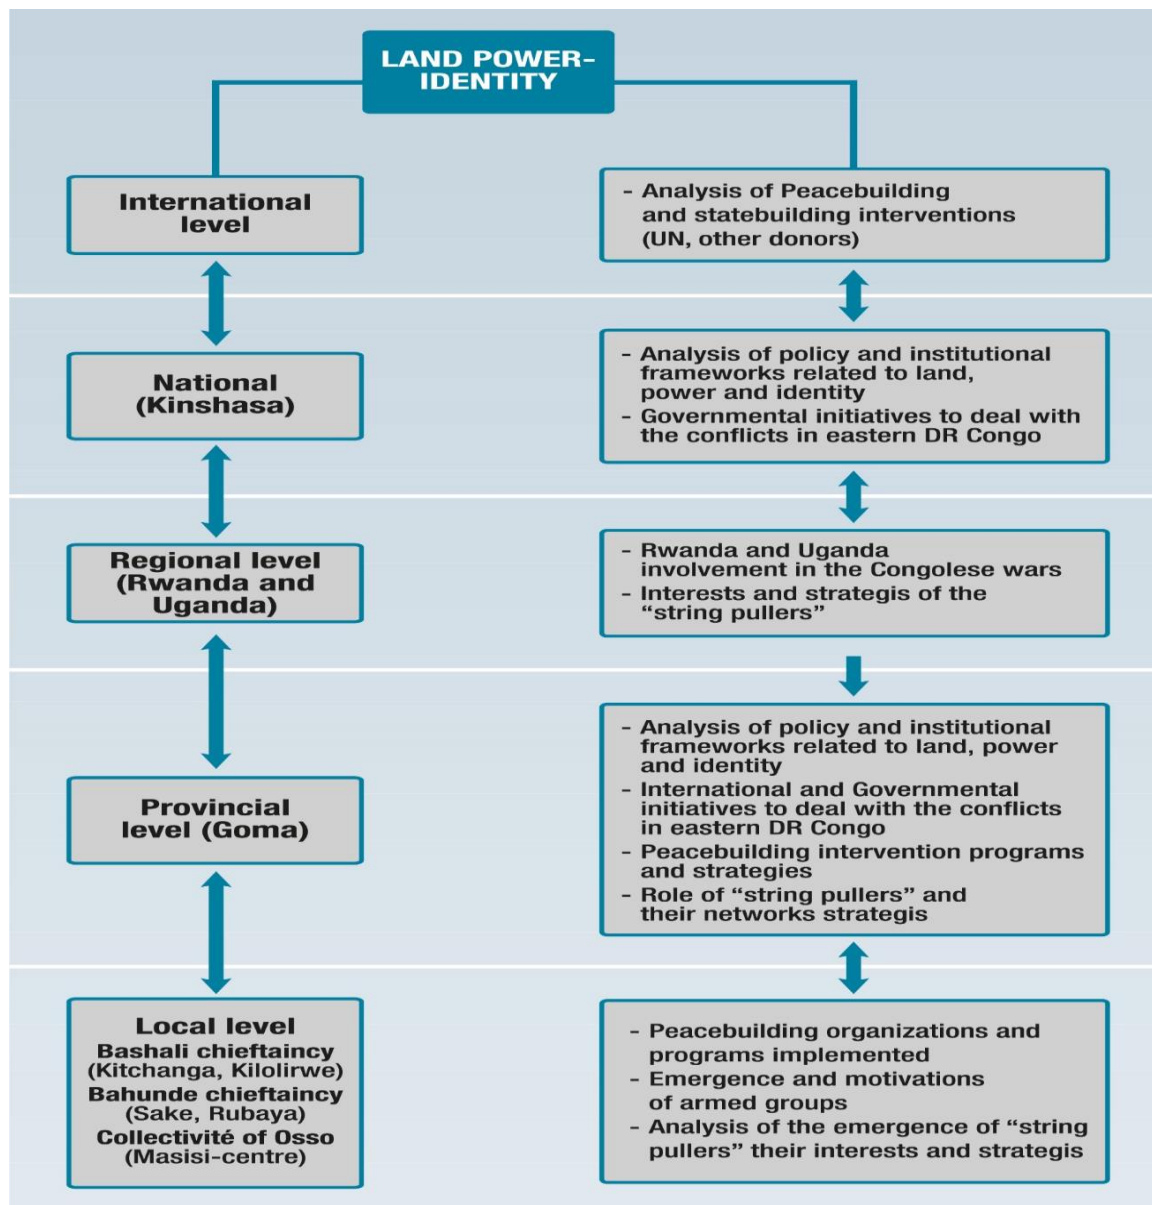 LAND POWER-
IDENTITY
International
level
- Analysis of Peacebuilding
and statebuilding interventions
(UN, other donors)
National
(Kinshasa)
- Analysis of policy and institutional
frameworks related to land,
power and identity
- Governmental initiatives to deal with
the conflicts in eastern DR Congo
Regional level
(Rwanda and
Uganda)
- Rwanda and Uganda
involvement in the Congolese wars
- Interests and strategis of the
“string pullers”
Provincial
level (Goma)
- Analysis of policy and institutional
frameworks related to land, power
and identity
- International and Governmental
initiatives to deal with the conflicts
in eastern DR Congo
- Peacebuilding intervention programs
and strategies
- Role of “string pullers” and
their networks strategis
Local level
Bashali chieftaincy
(Kitchanga, Kilolirwe)
Bahunde chieftaincy
(Sake, Rubaya)
Collectivité of Osso
(Masisi-centre)
- Peacebuilding organizations and
programs implemented
- Emergence and motivations
of armed groups
- Analysis of the emergence of “string
pullers” their interests and strategis